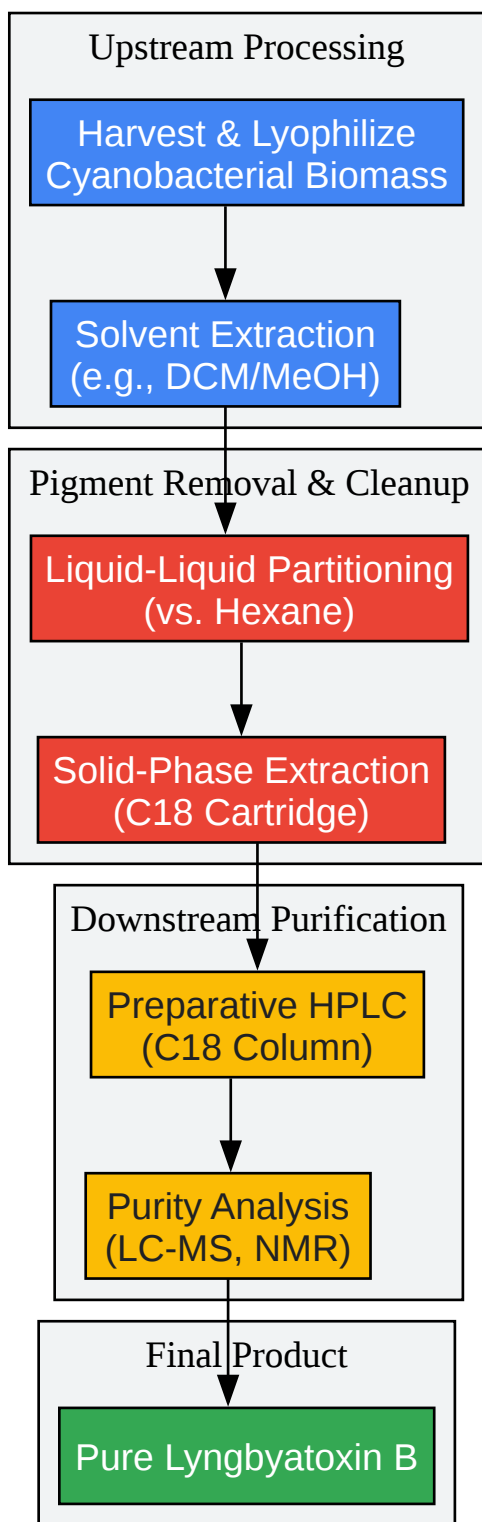 Upstream Processing
Harvest & Lyophilize
Cyanobacterial Biomass
Solvent Extraction
(e.g., DCM/MeOH)
Pigment Removal & Cleanup
Liquid-Liquid Partitioning
(vs. Hexane)
Solid-Phase Extraction
(C18 Cartridge)
Downstream Purification
Preparative HPLC
(C18 Column)
Purity Analysis
(LC-MS, NMR)
Final Product
Pure Lyngbyatoxin B